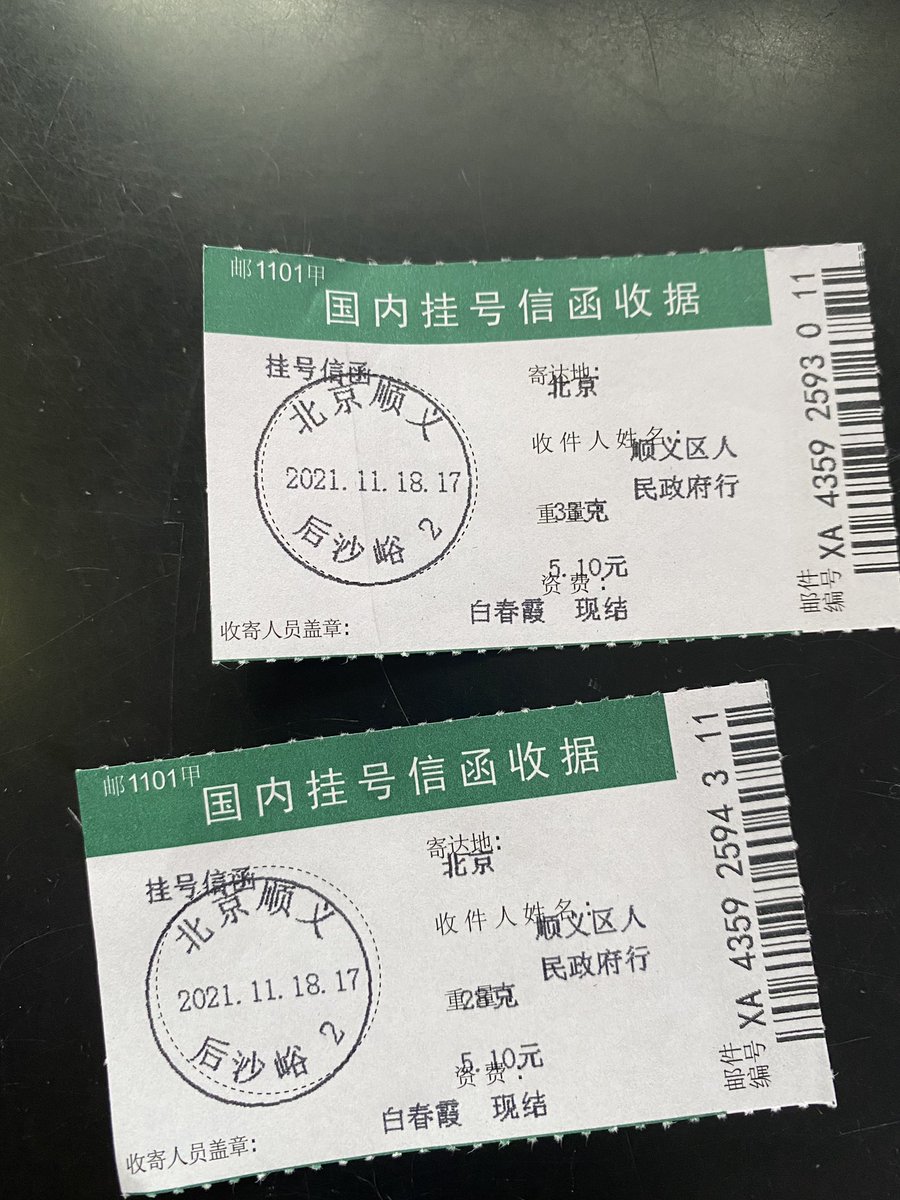 邮1101甲
国内挂号信函收据
挂号信函
北京顺义
2021.11.18.17
后沙峪 2
寄达地:
北京
收件人姓名:
顺义区人
民政府行
重量:
克
资费:
5.10元
白春霞 现结
收寄人员盖章:
邮件
编号 XA 4359 2593 0 11
邮1101甲
国内挂号信函收据
挂号信函
北京顺义
2021.11.18.17
后沙峪 2
寄达地:
北京
收件人姓名:
顺义区人
民政府行
重量:
28克
资费:
5.10元
白春霞 现结
收寄人员盖章:
邮件
编号 XA 4359 2594 3 11